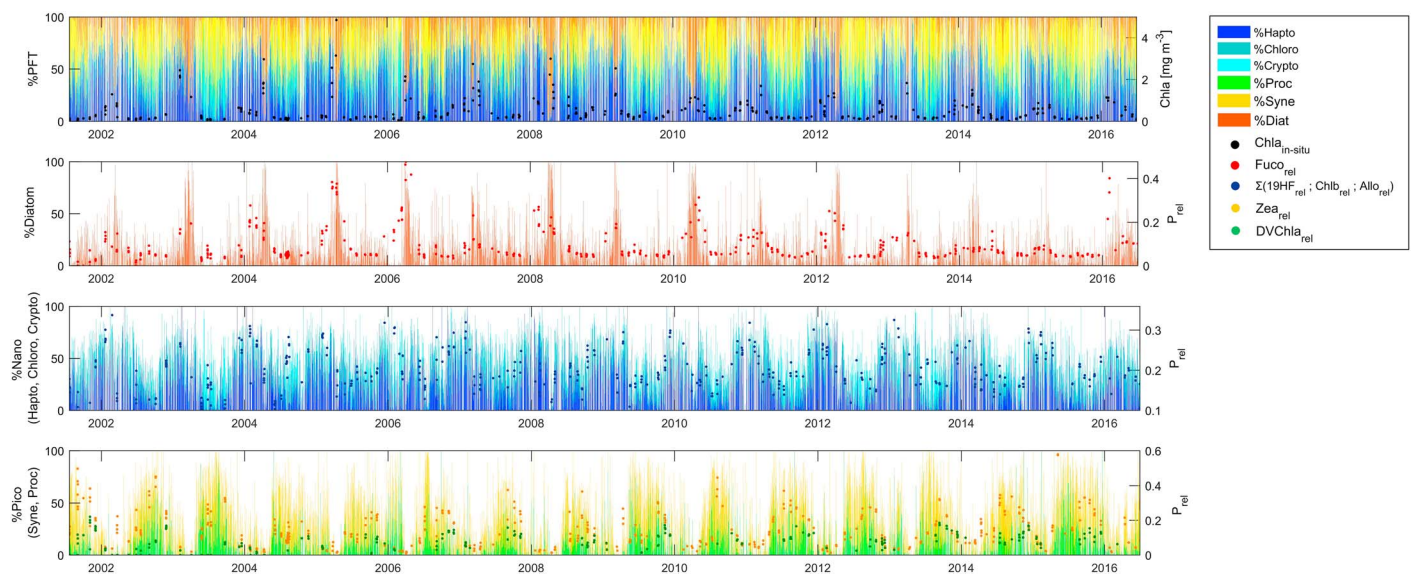 100
50
0
%PFT
4
2
0
Chla [mg m⁻³]
2002 2004 2006 2008 2010 2012 2014 2016
100
50
0
%Diatom
0.4
0.2
0
P_rel
2002 2004 2006 2008 2010 2012 2014 2016
100
50
0
%Nano
(Hapto, Chloro, Crypto)
0.3
0.2
0.1
P_rel
2002 2004 2006 2008 2010 2012 2014 2016
100
50
0
%Pico
(Syne, Proc)
0.6
0.4
0.2
0
P_rel
2002 2004 2006 2008 2010 2012 2014 2016
%Hapto
%Chloro
%Crypto
%Proc
%Syne
%Diat
Chla_in-situ
Fuco_rel
Σ(19HF_rel ; Chlb_rel ; Allo_rel)
Zea_rel
DVChla_rel